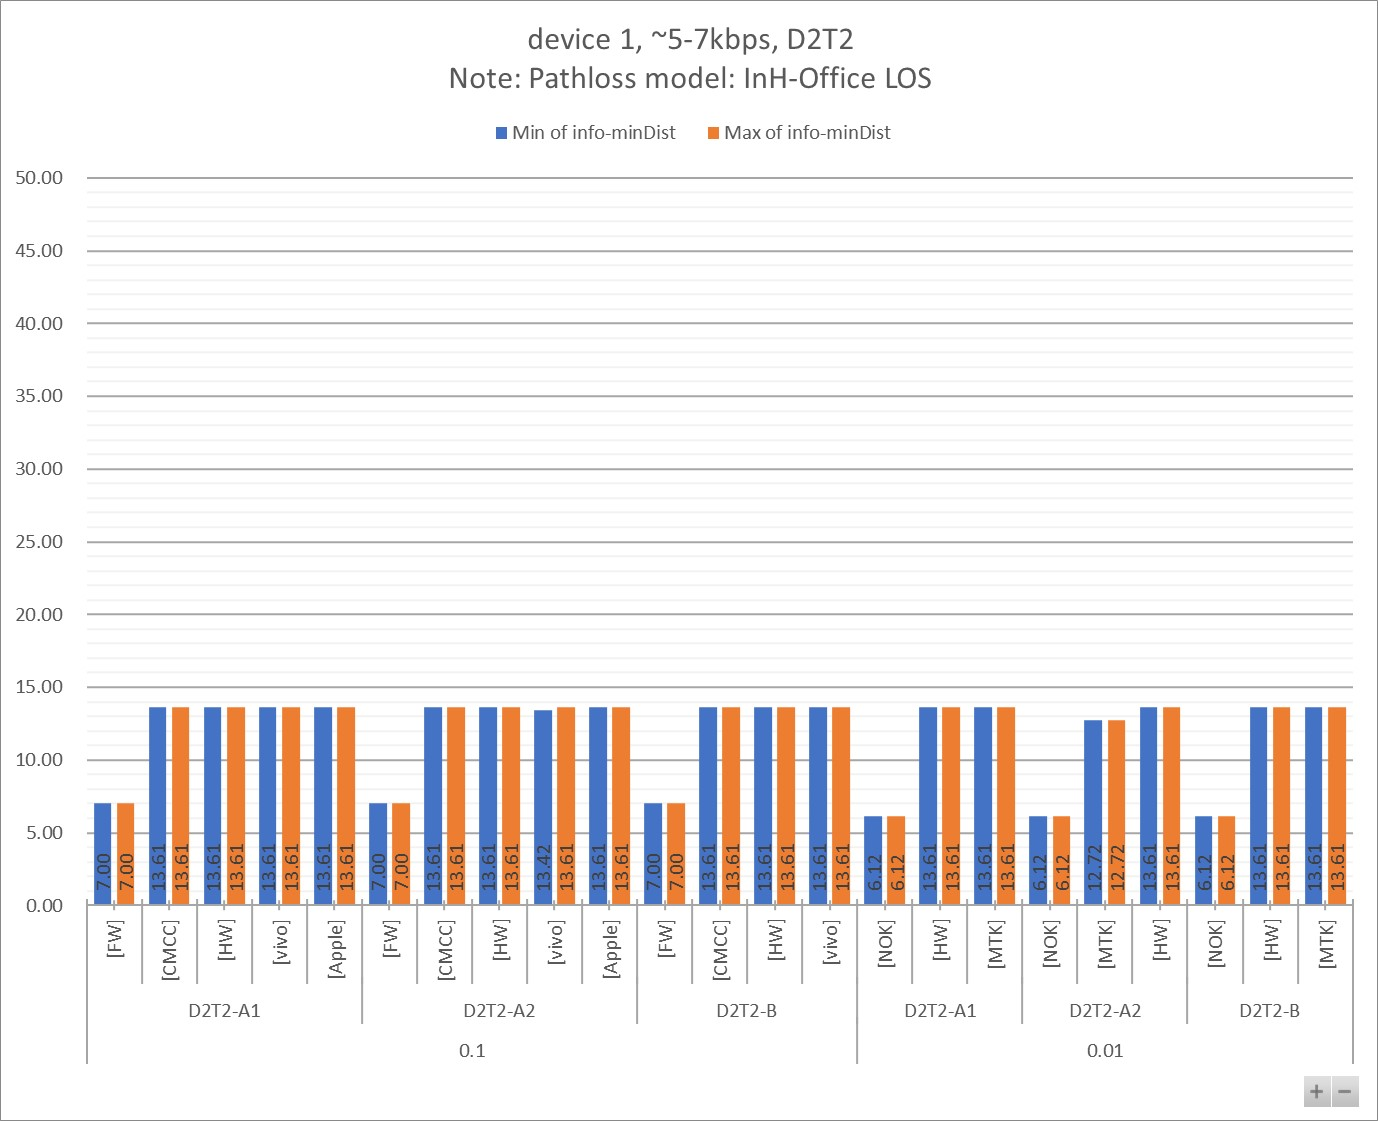 device 1, ~5-7kbps, D2T2
Note: Pathloss model: InH-Office LOS
Min of info-minDist Max of info-minDist
50.00
45.00
40.00
35.00
30.00
25.00
20.00
15.00
10.00
5.00
0.00
7.00 7.00 13.61 13.61 13.61 13.61 13.61 13.61 13.61 13.61 7.00 7.00 13.61 13.61 13.61 13.61 13.42 13.61 13.61 13.61 7.00 7.00 13.61 13.61 13.61 13.61 13.61 13.61 6.12 6.12 13.61 13.61 13.61 13.61 6.12 6.12 12.72 12.72 13.61 13.61 6.12 6.12 13.61 13.61 13.61 13.61
[FW] [CMCC] [HW] [vivo] [Apple] [FW] [CMCC] [HW] [vivo] [Apple] [FW] [CMCC] [HW] [vivo] [NOK] [HW] [MTK] [NOK] [MTK] [HW] [NOK] [HW] [MTK]
D2T2-A1 D2T2-A2 D2T2-B D2T2-A1 D2T2-A2 D2T2-B
0.1 0.01
+ −